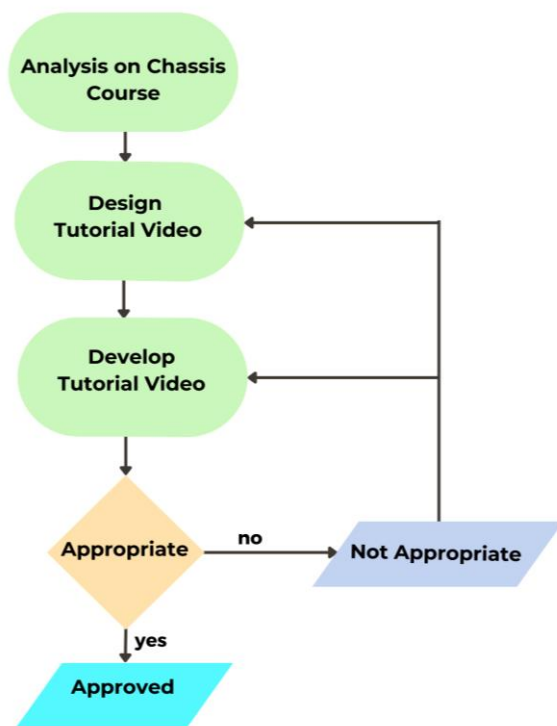 Analysis on Chassis
Course
Design
Tutorial Video
Develop
Tutorial Video
Appropriate
no
Not Appropriate
yes
Approved